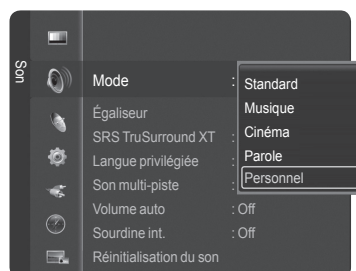 Son
Mode : Standard
Musique
Égaliseur
Cinéma
SRS TruSurround XT :
Parole
Langue privilégiée :
Personnel
Son multi-piste :
Volume auto : Off
Sourdine int. : Off
Réinitialisation du son